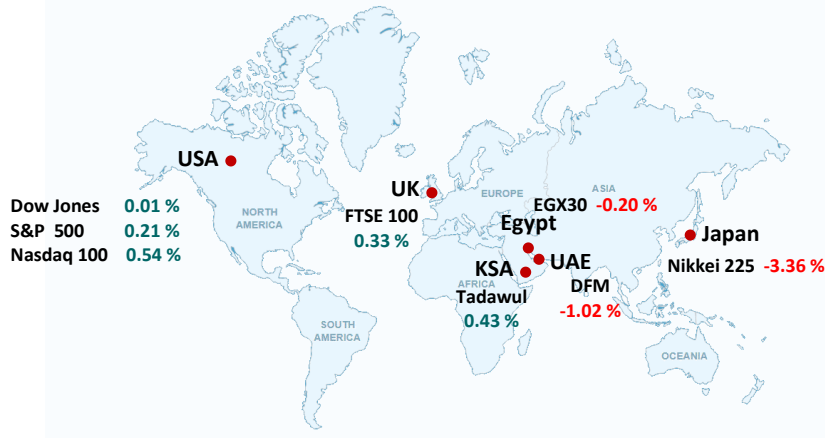 USA
Dow Jones 0.01 %
S&P 500 0.21 %
Nasdaq 100 0.54 %
NORTH
AMERICA
SOUTH
AMERICA
UK
FTSE 100
0.33 %
EUROPE
ASIA
EGX30 -0.20 %
Egypt
KSA
AFRICA
Tadawul
0.43 %
UAE
DFM
-1.02 %
Japan
Nikkei 225 -3.36 %
OCEANIA